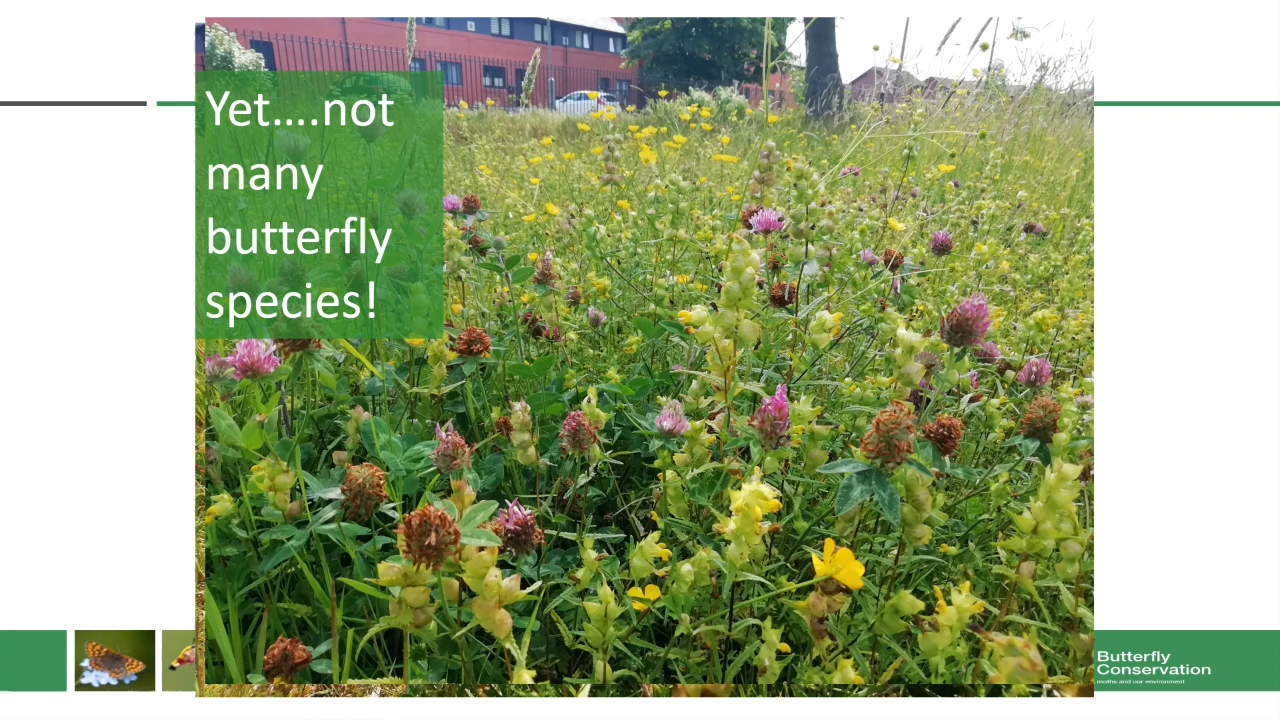 Yet....not
many
butterfly
species!
Butterfly
Conservation
moths and our environment